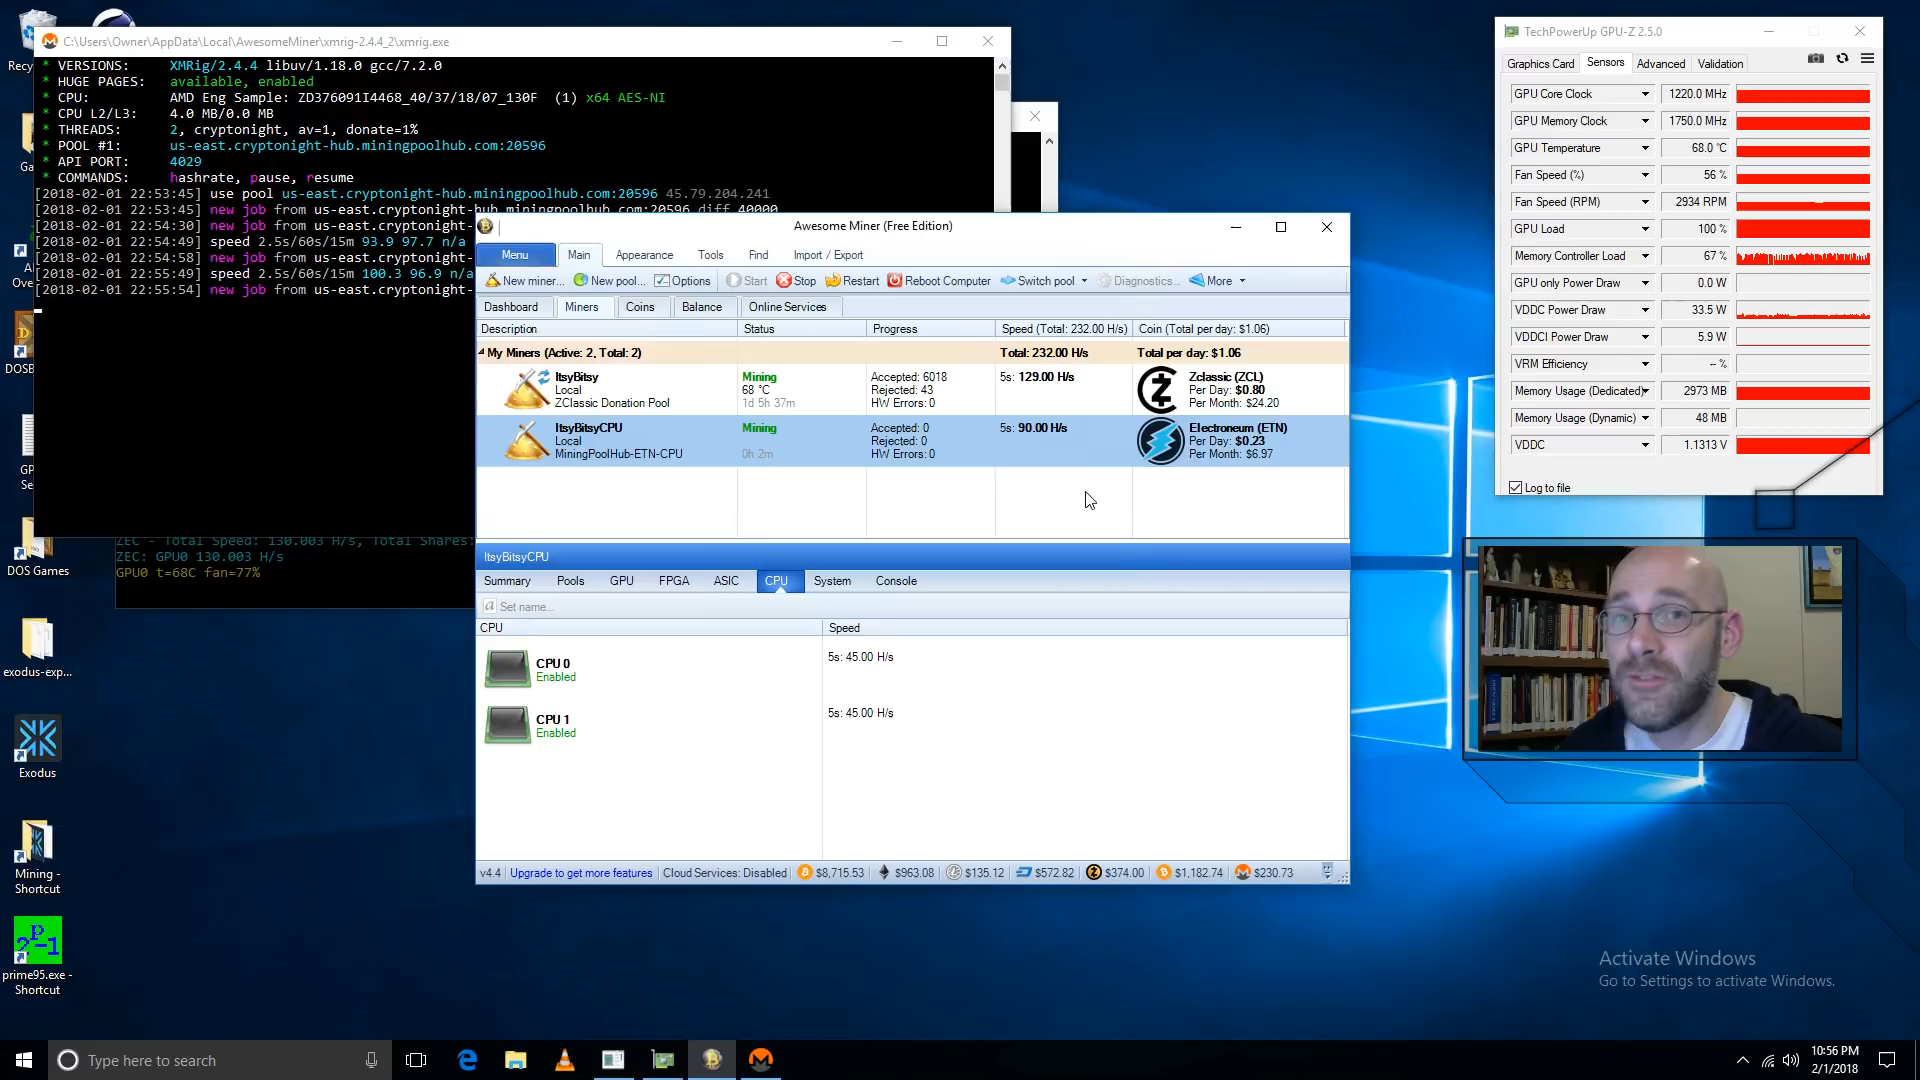 C:\Users\Owner\AppData\Local\AwesomeMiner\xmrig-2.4.4_2\xmrig.exe
* VERSIONS: XMRig/2.4.4 libuv/1.18.0 gcc/7.2.0
* HUGE PAGES: available, enabled
* CPU: AMD Eng Sample: ZD376091I4468_40/37/18/07_130F (1) x64 AES-NI
* CPU L2/L3: 4.0 MB/0.0 MB
* THREADS: 2, cryptonight, av=1, donate=1%
* POOL #1: us-east.cryptonight-hub.miningpoolhub.com:20596
* API PORT: 4029
* COMMANDS: hashrate, pause, resume
[2018-02-01 22:53:45] use pool us-east.cryptonight-hub.miningpoolhub.com:20596 45.79.204.241
[2018-02-01 22:53:45] new job from us-east.cryptonight-hub.miningpoolhub.com:20596 diff 40000
[2018-02-01 22:54:30] new job from us-east.cryptonight-
[2018-02-01 22:54:49] speed 2.5s/60s/15m 93.9 97.7 n/a
[2018-02-01 22:54:58] new job from us-east.cryptonight-
[2018-02-01 22:55:49] speed 2.5s/60s/15m 100.3 96.9 n/a
[2018-02-01 22:55:54] new job from us-east.cryptonight-
ZEC - Total Speed: 130.003 H/s, Total Shares:
ZEC: GPU0 130.003 H/s
GPU0 t=68C fan=77%
Awesome Miner (Free Edition)
Menu Main Appearance Tools Find Import / Export
New miner... New pool... Options Start Stop Restart Reboot Computer Switch pool Diagnostics... More
Dashboard Miners Coins Balance Online Services
Description Status Progress Speed (Total: 232.00 H/s) Coin (Total per day: $1.06)
My Miners (Active: 2, Total: 2) Total: 232.00 H/s Total per day: $1.06
ItsyBitsy Mining Accepted: 6018 5s: 129.00 H/s Zclassic (ZCL)
Local 68 °C Rejected: 43 Per Day: $0.80
ZClassic Donation Pool 1d 5h 37m HW Errors: 0 Per Month: $24.20
ItsyBitsyCPU Mining Accepted: 0 5s: 90.00 H/s Electroneum (ETN)
Local Rejected: 0 Per Day: $0.23
MiningPoolHub-ETN-CPU 0h 2m HW Errors: 0 Per Month: $6.97
ItsyBitsyCPU
Summary Pools GPU FPGA ASIC CPU System Console
a Set name...
CPU Speed
CPU 0 5s: 45.00 H/s
Enabled
CPU 1 5s: 45.00 H/s
Enabled
v4.4 Upgrade to get more features Cloud Services: Disabled $8,715.53 $963.08 $135.12 $572.82 $374.00 $1,182.74 $230.73
TechPowerUp GPU-Z 2.5.0
Graphics Card Sensors Advanced Validation
GPU Core Clock 1220.0 MHz
GPU Memory Clock 1750.0 MHz
GPU Temperature 68.0 °C
Fan Speed (%) 56 %
Fan Speed (RPM) 2934 RPM
GPU Load 100 %
Memory Controller Load 67 %
GPU only Power Draw 0.0 W
VDDC Power Draw 33.5 W
VDDCI Power Draw 5.9 W
VRM Efficiency -- %
Memory Usage (Dedicated) 2973 MB
Memory Usage (Dynamic) 48 MB
VDDC 1.1313 V
Log to file
Recy
Ga
Al
Ove
DOSB
GP
Se
DOS Games
exodus-exp...
Exodus
Mining -
Shortcut
prime95.exe -
Shortcut
Activate Windows
Go to Settings to activate Windows.
Type here to search
10:56 PM
2/1/2018